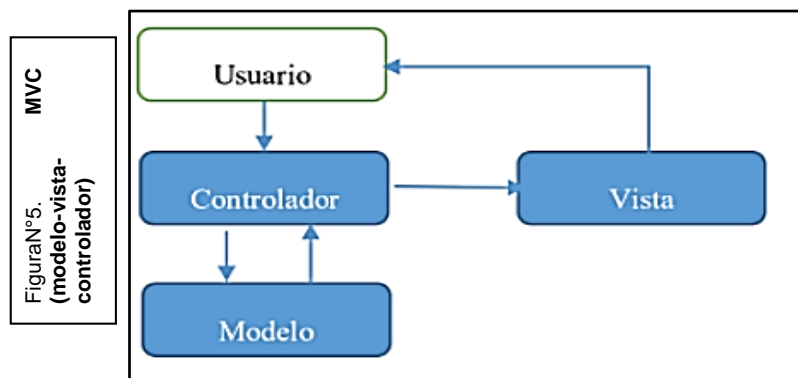 FiguraN°5. MVC
(modelo-vista-
controlador)
Usuario
Controlador
Vista
Modelo